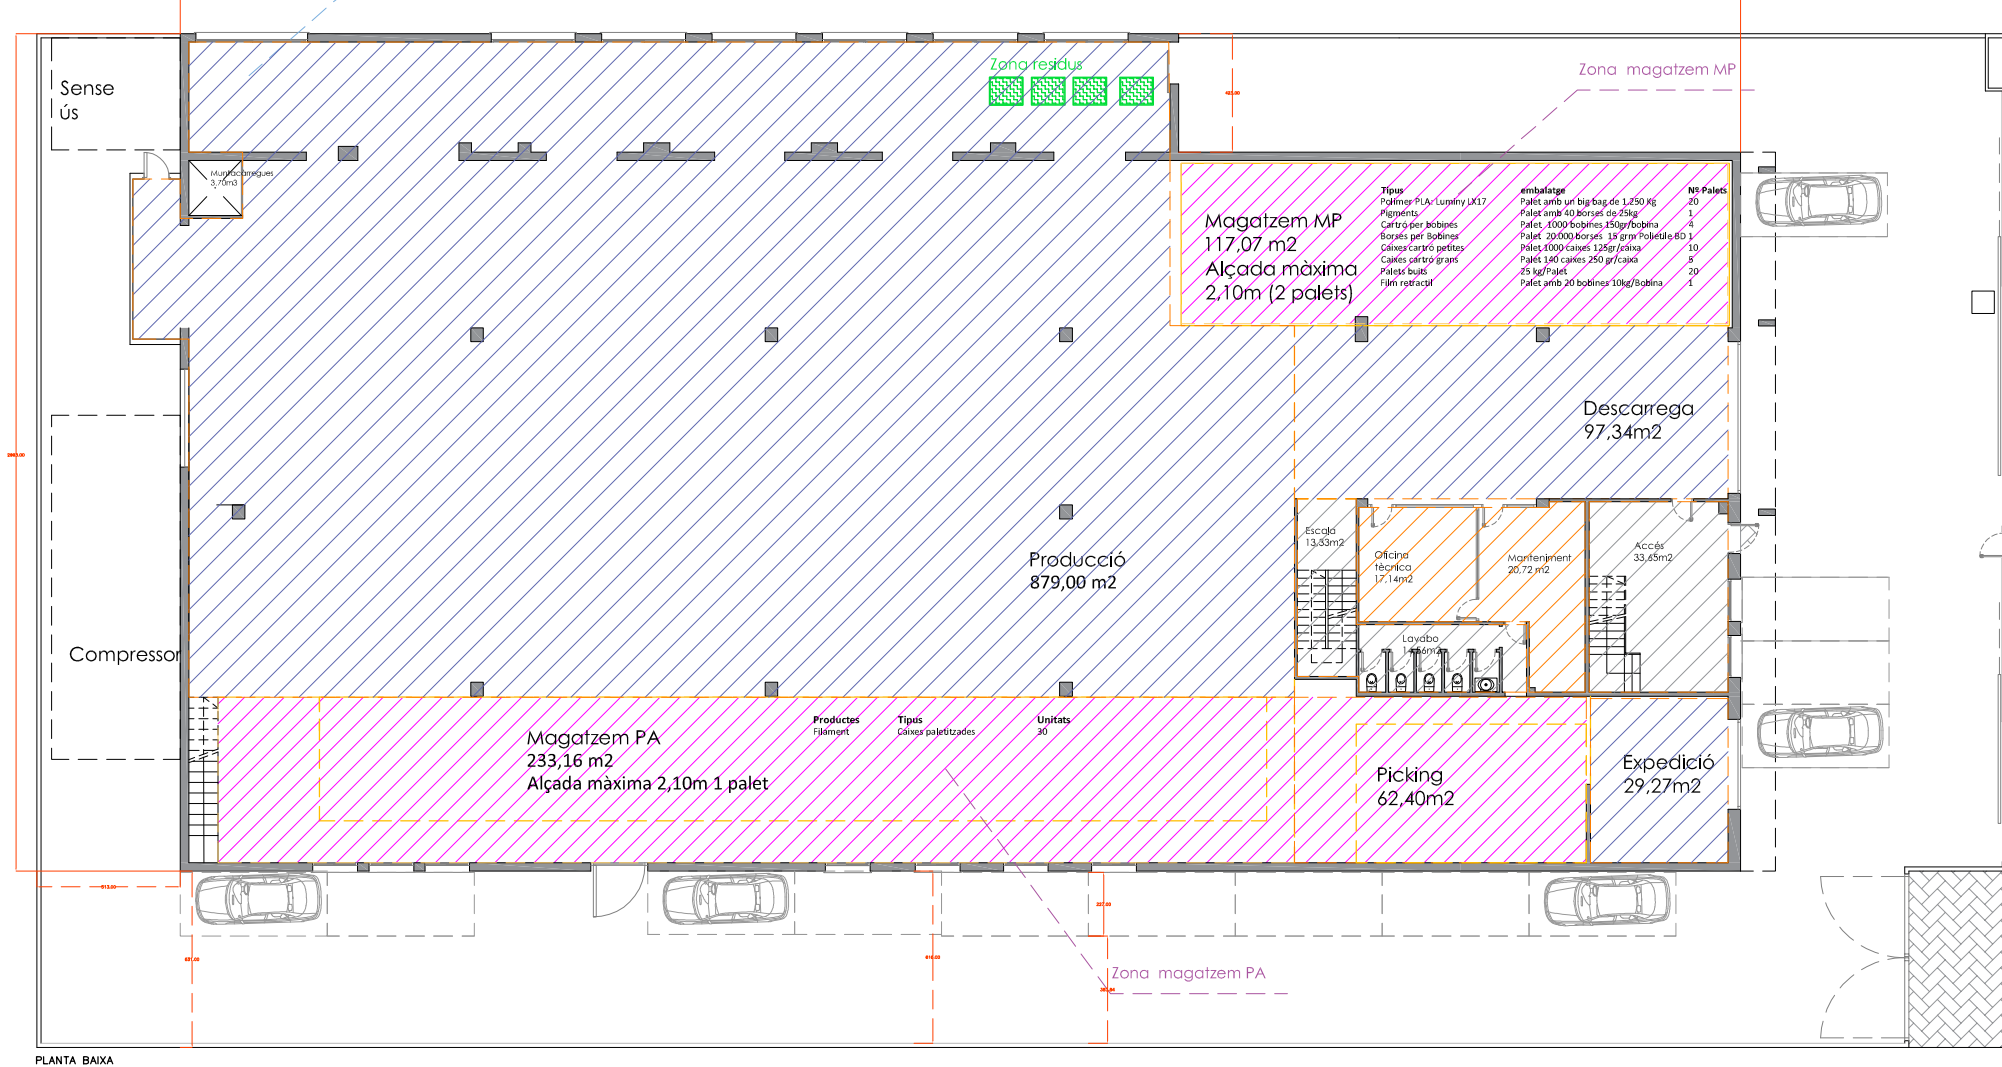 Zona residus
Zona magatzem MP
Sense
ús
Muntacarregues
3,70m3
Magatzem MP
117,07 m2
Alçada màxima
2,10m (2 palets)
Tipus embalatge Nº Palets
Polímer PLA: Luminy LX17 Palet amb un big bag de 1.250 Kg 20
Pigments Palet amb 40 borses de 25kg 1
Cartró per bobines Palet 1000 bobines 150gr/bobina 4
Borses per Bobines Palet 20.000 borses 15 grm Polietile BD 1
Caixes cartró petites Palet 1000 caixes 125gr/caixa 10
Caixes cartró grans Palet 140 caixes 250 gr/caixa 5
Palets buits 25 kg/Palet 20
Film retractil Palet amb 20 bobines 10kg/Bobina 1
Descarrega
97,34m2
Escala
13,33m2
Oficina
tècnica
17,14m2
Manteniment
20,72 m2
Accés
33,65m2
Producció
879,00 m2
Lavabo
Compressor
Magatzem PA
233,16 m2
Alçada màxima 2,10m 1 palet
Productes Tipus Unitats
Filament Caixes paletitzades 30
Picking
62,40m2
Expedició
29,27m2
Zona magatzem PA
PLANTA BAIXA